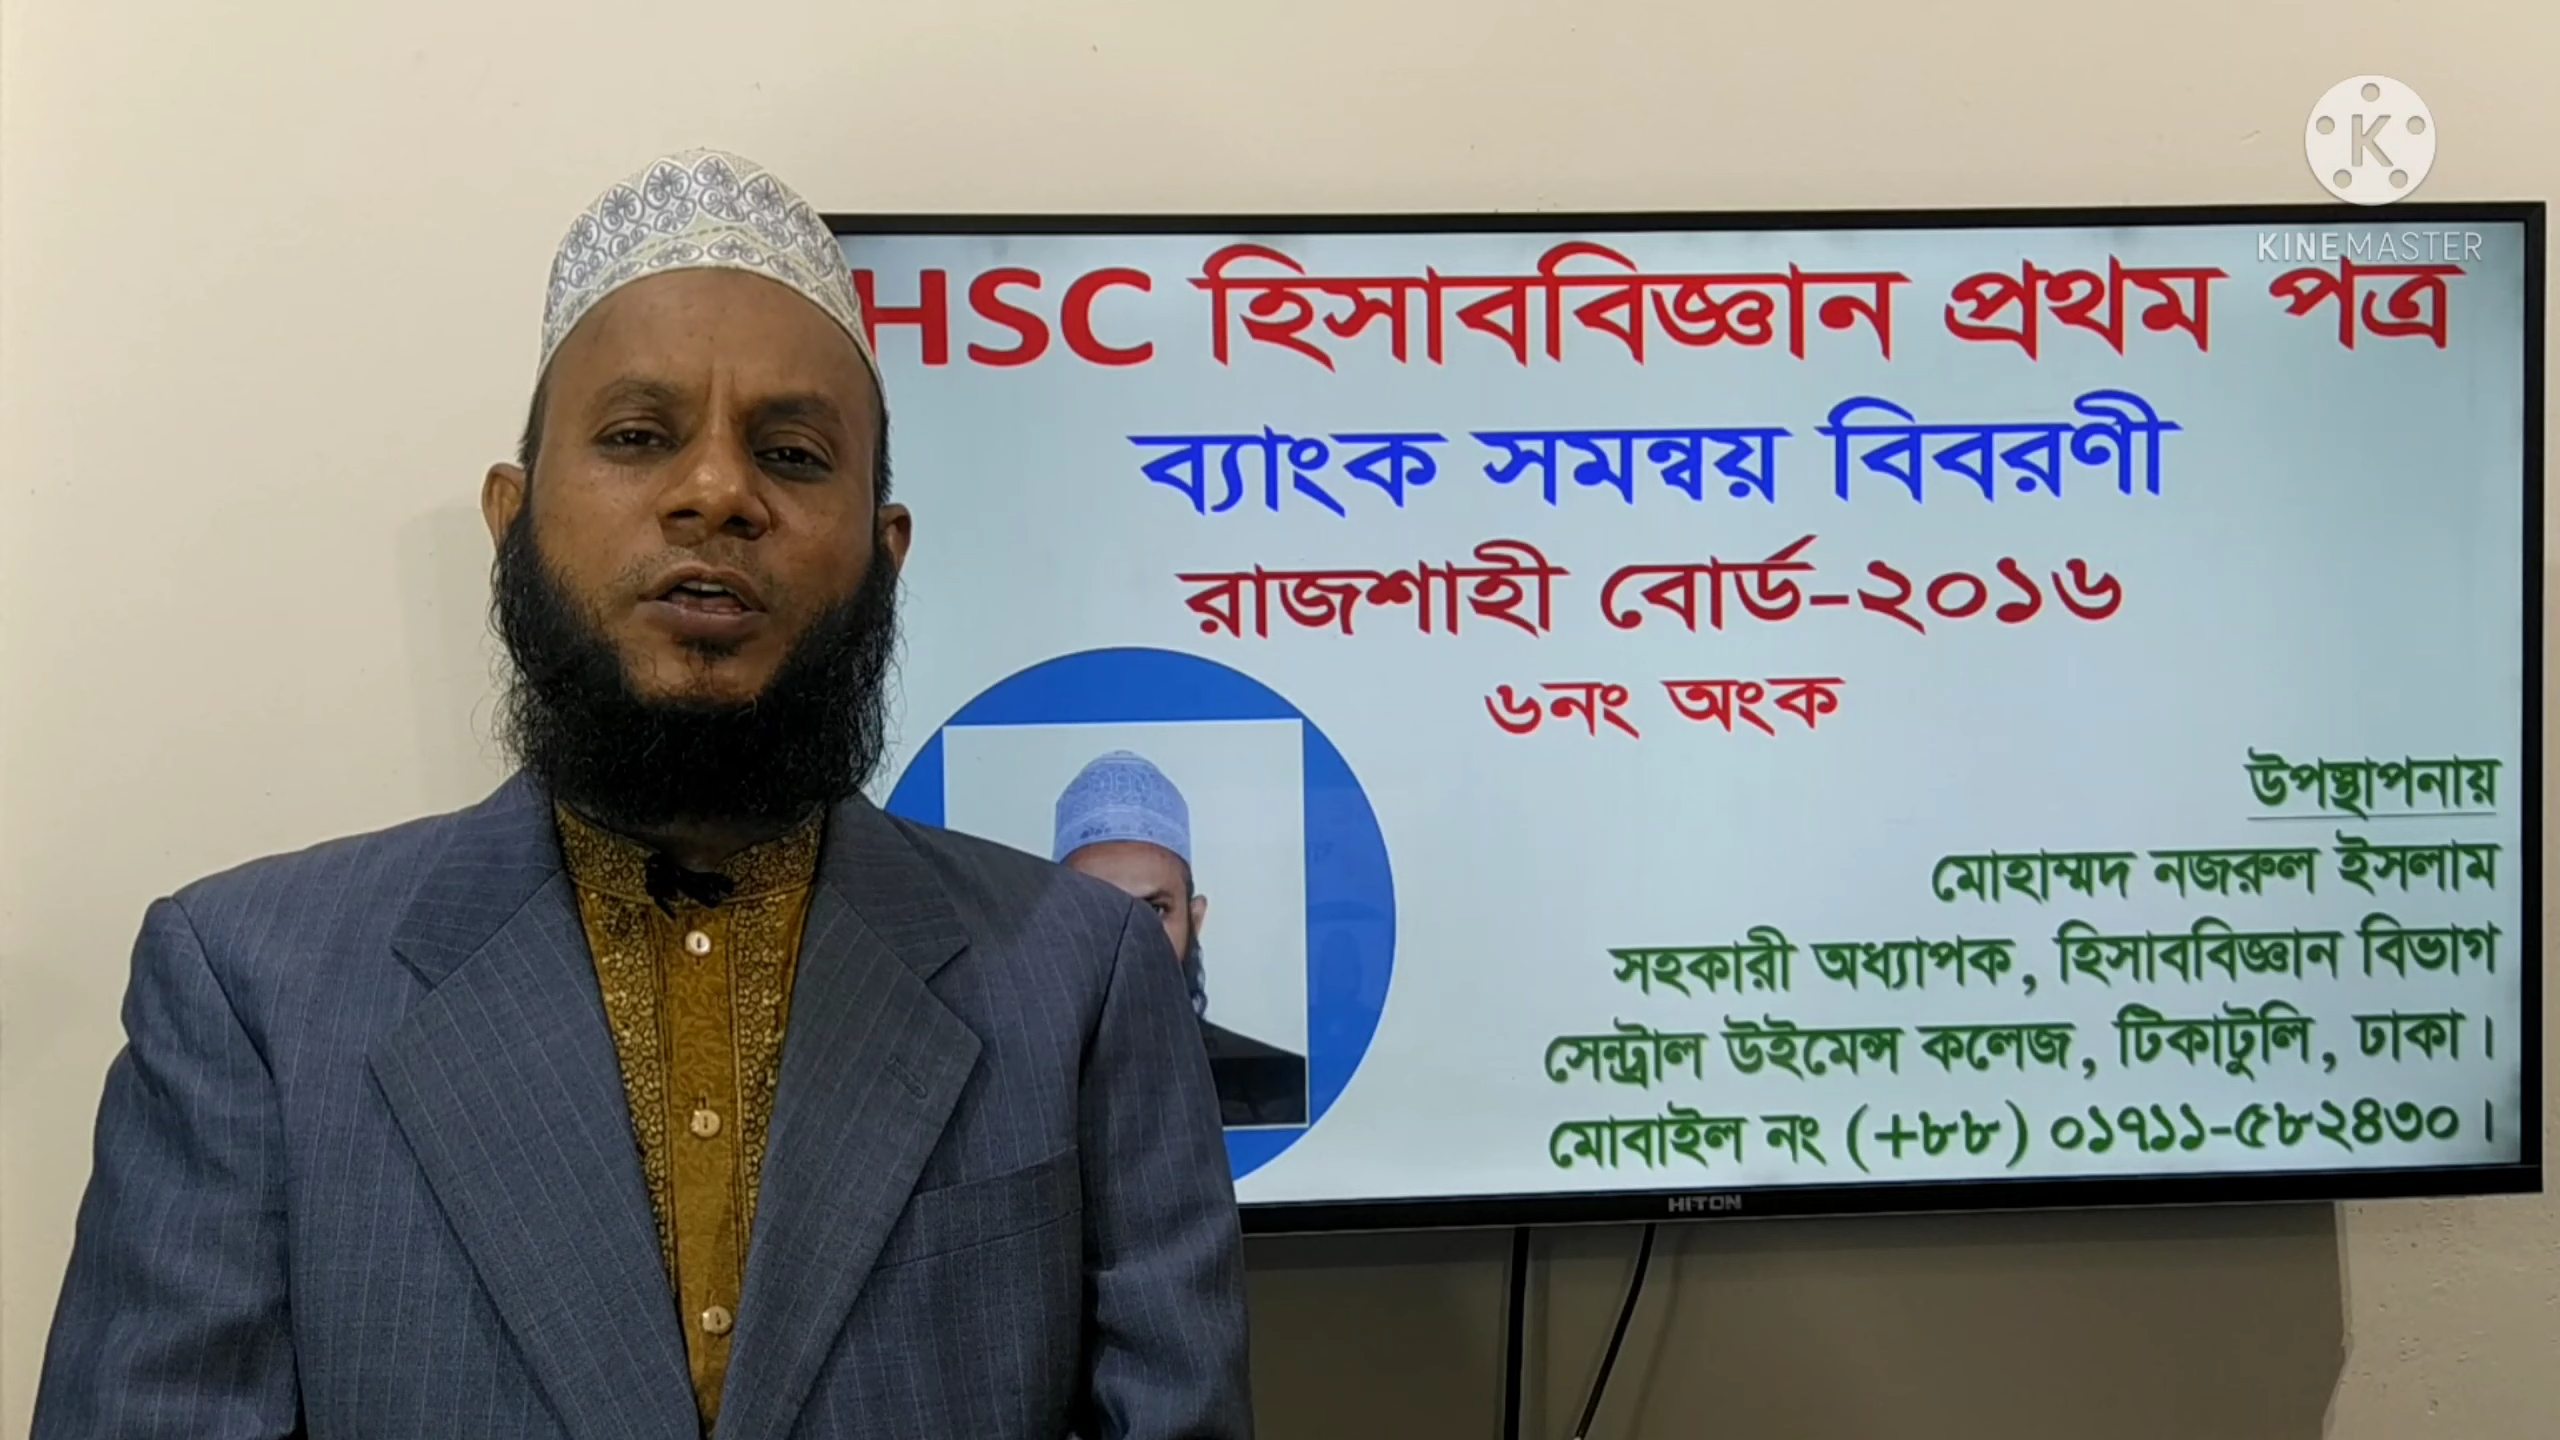 K
KINEMASTER
HSC হিসাববিজ্ঞান প্রথম পত্র
ব্যাংক সমন্বয় বিবরণী
রাজশাহী বোর্ড-২০১৬
৬নং অংক
উপস্থাপনায়
মোহাম্মদ নজরুল ইসলাম
সহকারী অধ্যাপক, হিসাববিজ্ঞান বিভাগ
সেন্ট্রাল উইমেন্স কলেজ, টিকাটুলি, ঢাকা।
মোবাইল নং (+৮৮) ০১৭১১-৫৮২৪৩০।
HITON